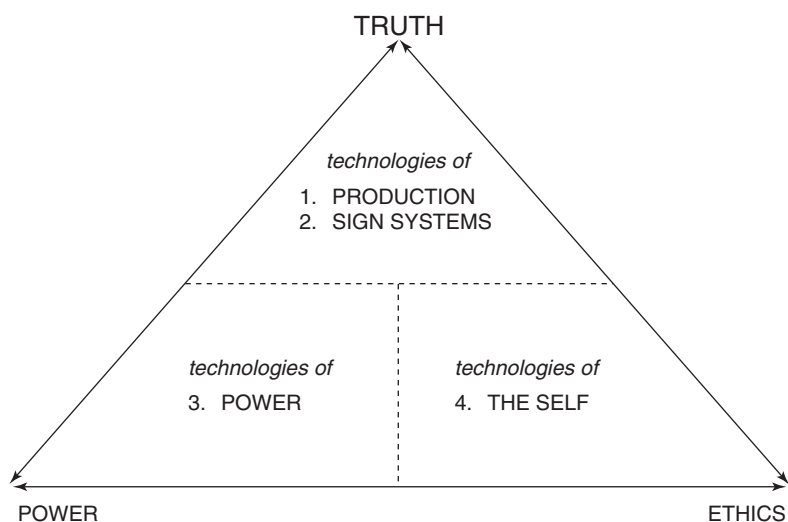 TRUTH
technologies of
1. PRODUCTION
2. SIGN SYSTEMS
technologies of
3. POWER
technologies of
4. THE SELF
POWER
ETHICS